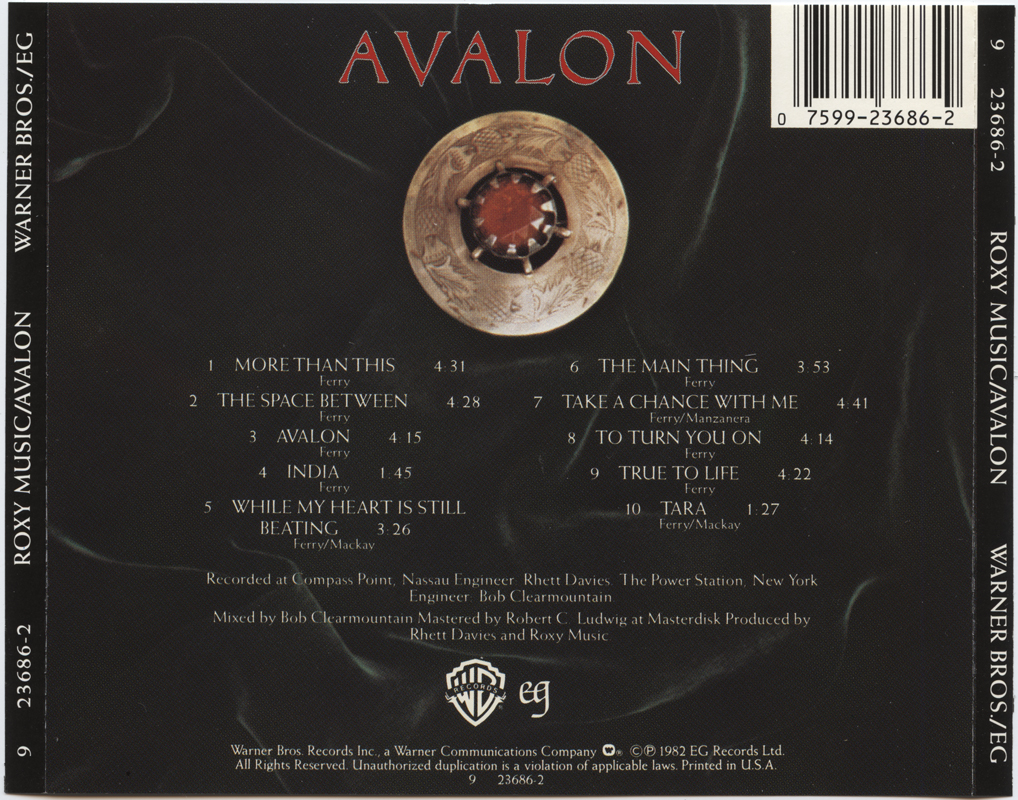 AVALON
0 7599-23686-2
WARNER BROS./EG
ROXY MUSIC/AVALON
23686-2
9
9
23686-2
ROXY MUSIC/AVALON
WARNER BROS./EG
1 MORE THAN THIS 4:31
Ferry
2 THE SPACE BETWEEN 4:28
Ferry
3 AVALON 4:15
Ferry
4 INDIA 1:45
Ferry
5 WHILE MY HEART IS STILL
BEATING 3:26
Ferry/Mackay
6 THE MAIN THING 3:53
Ferry
7 TAKE A CHANCE WITH ME 4:41
Ferry/Manzanera
8 TO TURN YOU ON 4:14
Ferry
9 TRUE TO LIFE 4:22
Ferry
10 TARA 1:27
Ferry/Mackay
Recorded at Compass Point, Nassau Engineer: Rhett Davies. The Power Station, New York
Engineer: Bob Clearmountain
Mixed by Bob Clearmountain Mastered by Robert C. Ludwig at Masterdisk Produced by
Rhett Davies and Roxy Music
WB RECORDS ®
eg
Warner Bros. Records Inc., a Warner Communications Company ® ©℗ 1982 EG Records Ltd.
All Rights Reserved. Unauthorized duplication is a violation of applicable laws. Printed in U.S.A.
9 23686-2